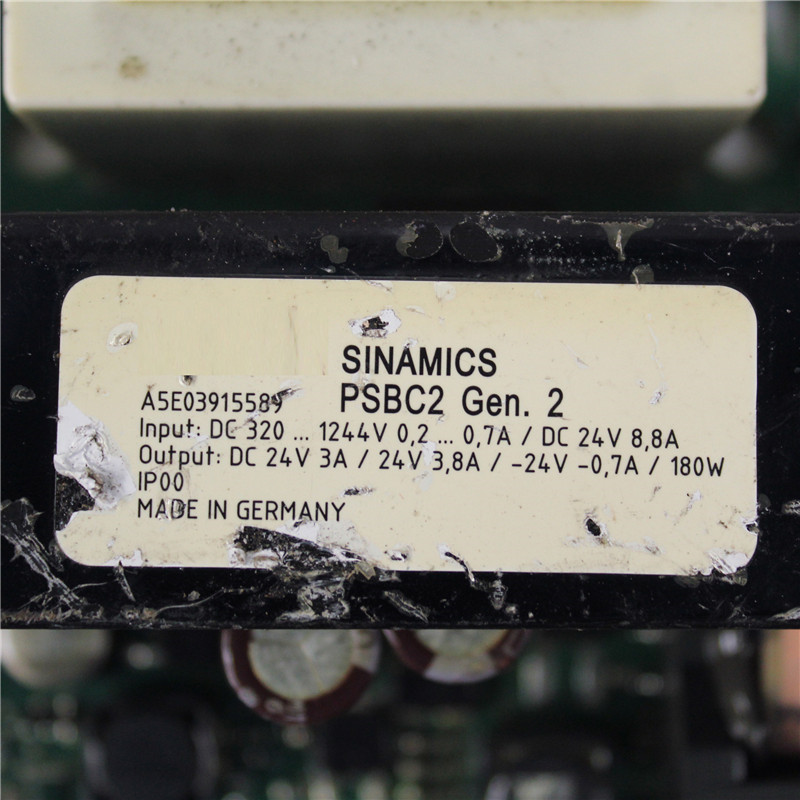 SINAMICS
A5E03915589 PSBC2 Gen. 2
Input: DC 320 ... 1244V 0,2 ... 0,7A / DC 24V 8,8A
Output: DC 24V 3A / 24V 3,8A / -24V -0,7A / 180W
IP00
MADE IN GERMANY